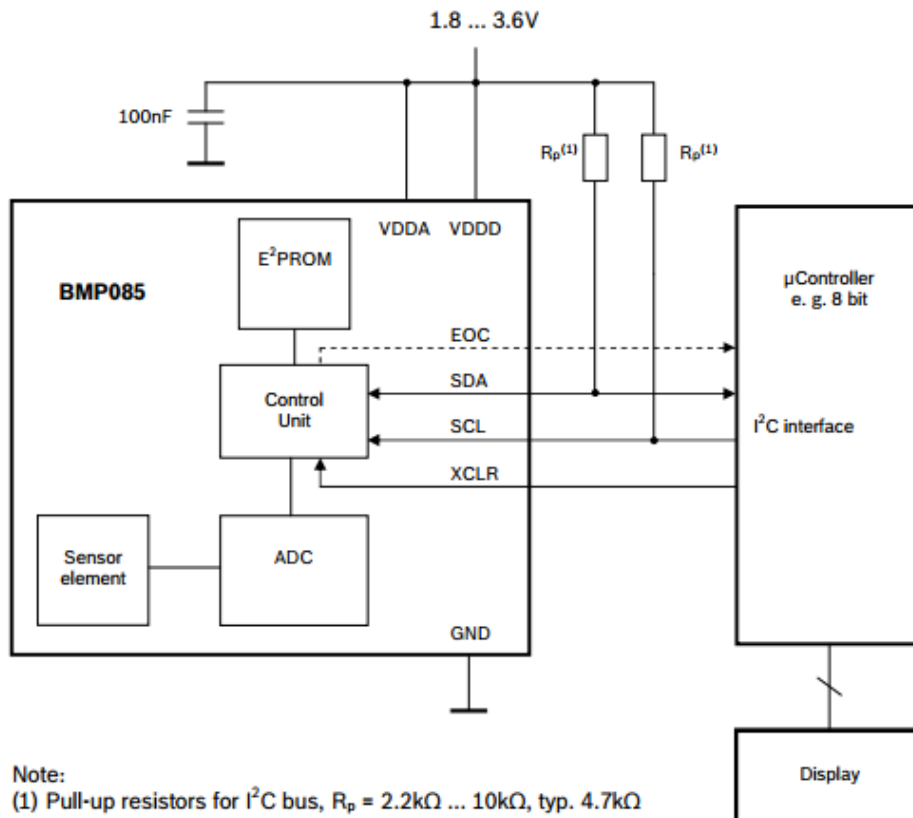 1.8 ... 3.6V
100nF
Rₚ⁽¹⁾
Rₚ⁽¹⁾
VDDA
VDDD
E²PROM
BMP085
µController
e. g. 8 bit
EOC
SDA
Control
Unit
SCL
I²C interface
XCLR
Sensor
element
ADC
GND
Display
Note:
(1) Pull-up resistors for I²C bus, Rₚ = 2.2kΩ ... 10kΩ, typ. 4.7kΩ